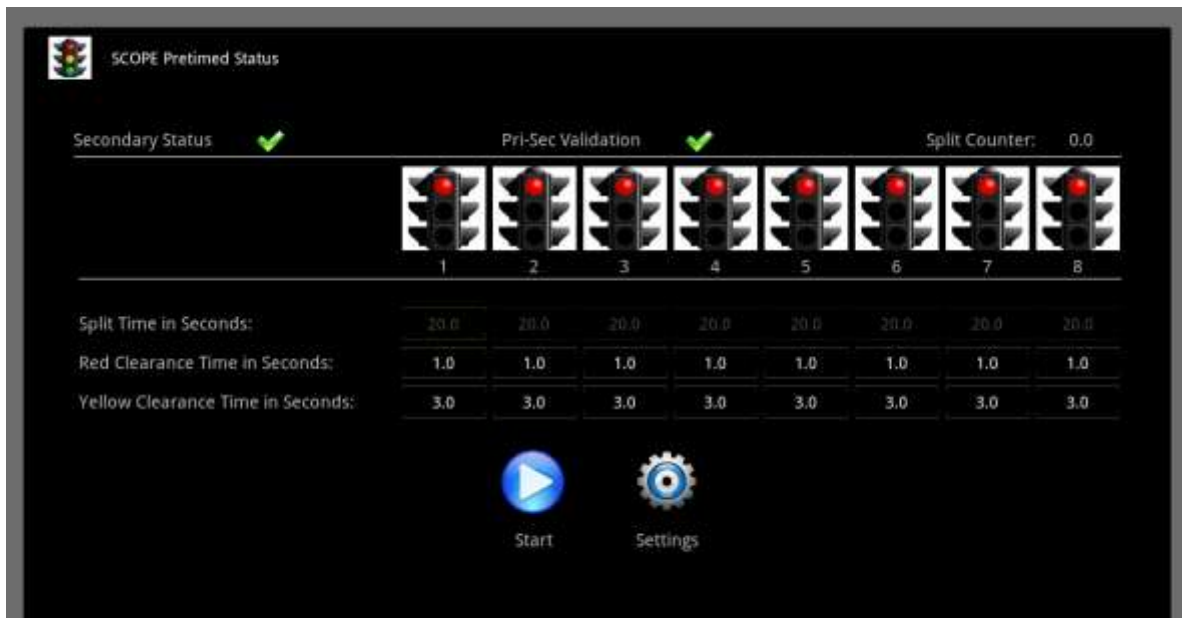 SCOPE Pretimed Status
Secondary Status Pri-Sec Validation Split Counter: 0.0
1 2 3 4 5 6 7 8
Split Time in Seconds: 20.0 20.0 20.0 20.0 20.0 20.0 20.0 20.0
Red Clearance Time in Seconds: 1.0 1.0 1.0 1.0 1.0 1.0 1.0 1.0
Yellow Clearance Time in Seconds: 3.0 3.0 3.0 3.0 3.0 3.0 3.0 3.0
Start Settings